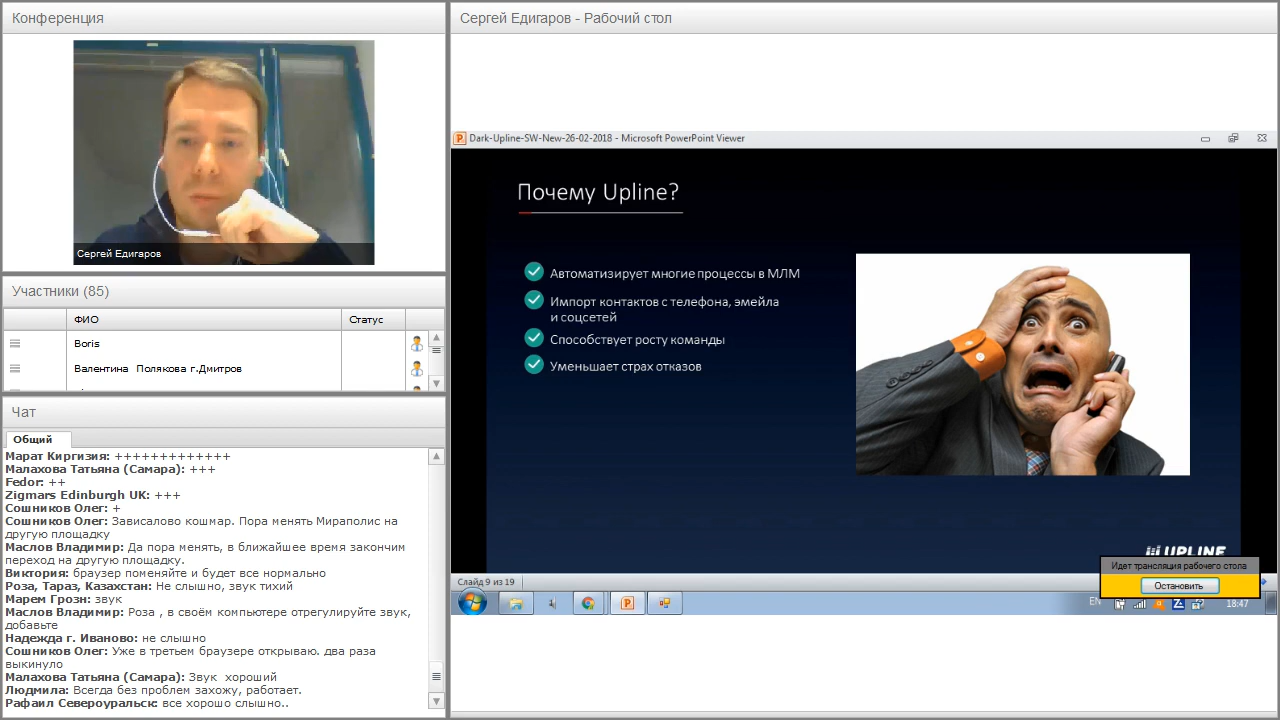 Конференция
Сергей Едигаров
Участники (85)
ФИО
Статус
Boris
Валентина Полякова г.Дмитров
Чат
Общий
Марат Киргизия: +++++++++++++
Малахова Татьяна (Самара): +++
Fedor: ++
Zigmars Edinburgh UK: +++
Сошников Олег: +
Сошников Олег: Зависалово кошмар. Пора менять Мираполис на
другую площадку
Маслов Владимир: Да пора менять, в ближайшее время закончим
переход на другую площадку.
Виктория: браузер поменяйте и будет все нормально
Роза, Тараз, Казахстан: Не слышно, звук тихий
Марем Грозн: звук
Маслов Владимир: Роза , в своём компьютере отрегулируйте звук,
добавьте
Надежда г. Иваново: не слышно
Сошников Олег: Уже в третьем браузере открываю. два раза
выкинуло
Малахова Татьяна (Самара): Звук хороший
Людмила: Всегда без проблем захожу, работает.
Рафаил Североуральск: все хорошо слышно..
Сергей Едигаров - Рабочий стол
Dark-Upline-SW-New-26-02-2018 - Microsoft PowerPoint Viewer
Почему Upline?
Автоматизирует многие процессы в МЛМ
Импорт контактов с телефона, эмейла
и соцсетей
Способствует росту команды
Уменьшает страх отказов
UPLINE
Идет трансляция рабочего стола
Остановить
Слайд 9 из 19
EN
18:47